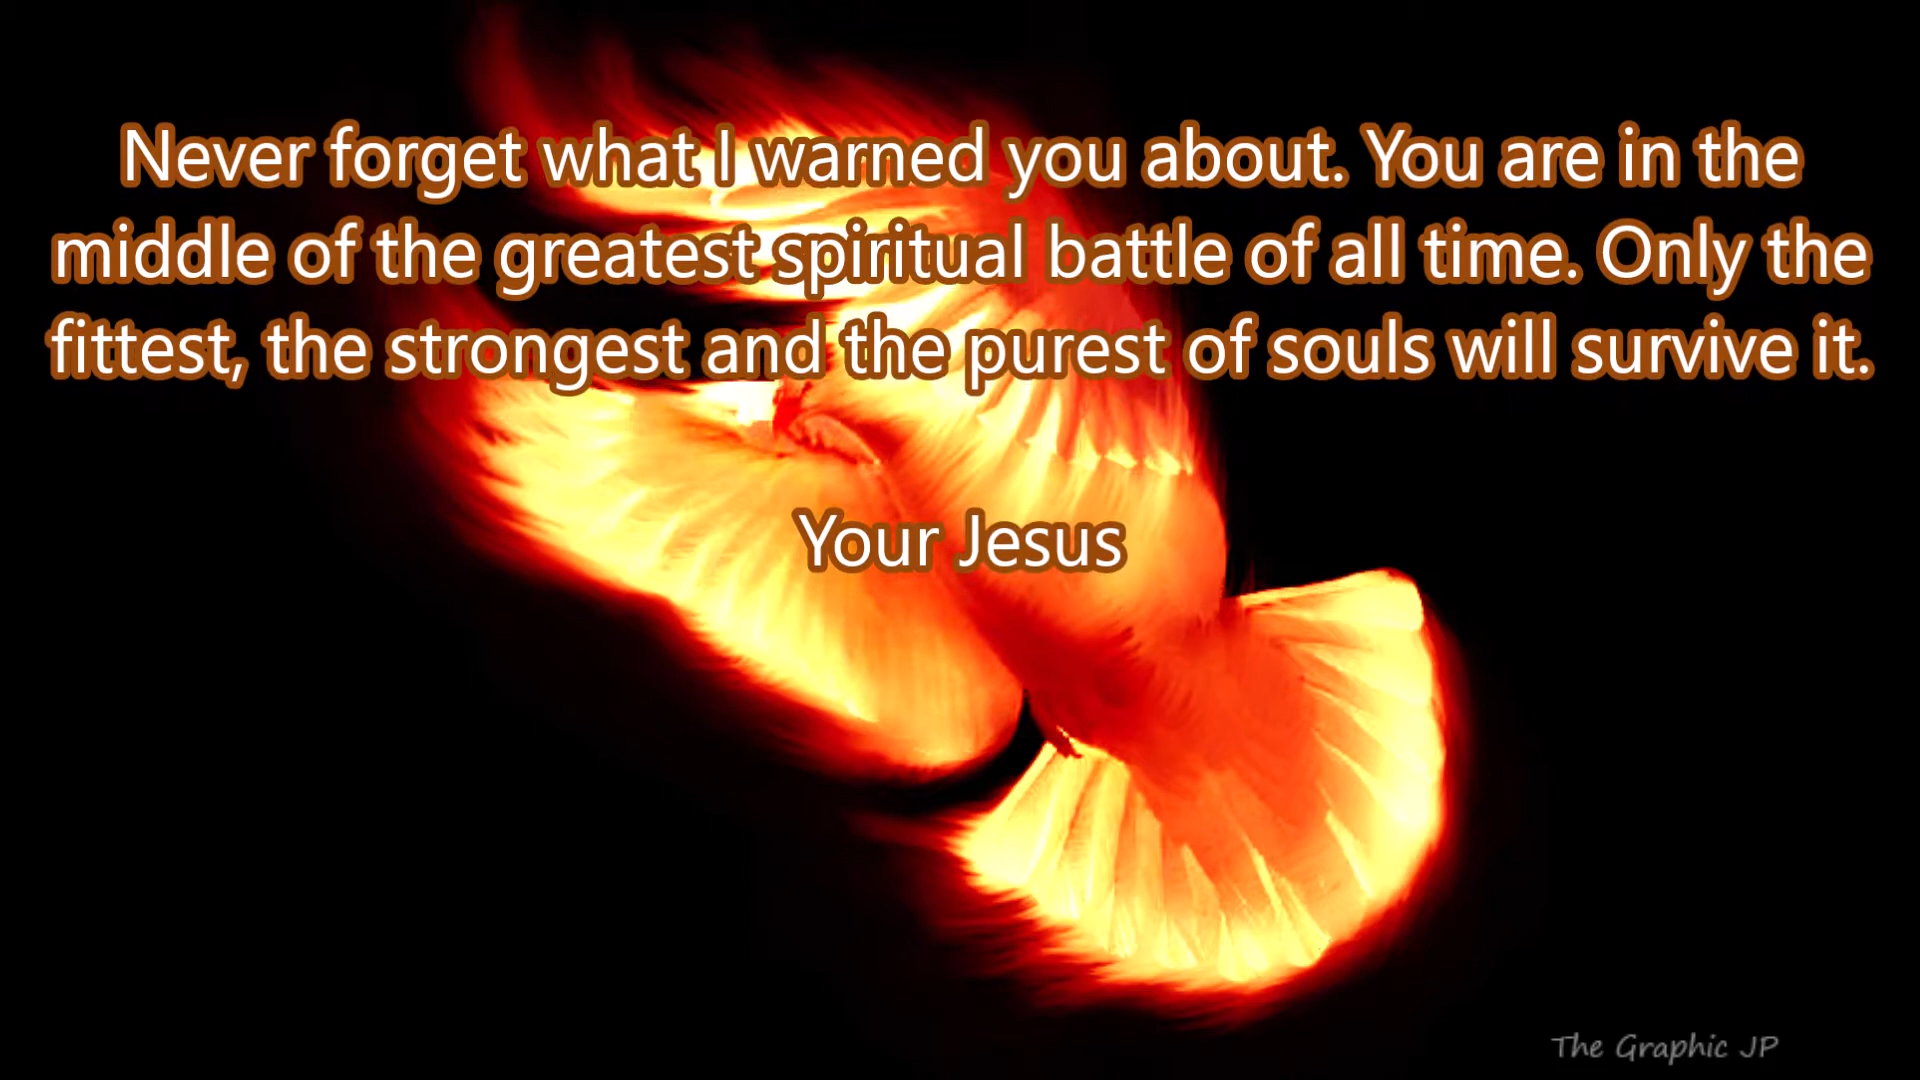 Never forget what I warned you about. You are in the
middle of the greatest spiritual battle of all time. Only the
fittest, the strongest and the purest of souls will survive it.
Your Jesus
The Graphic JP